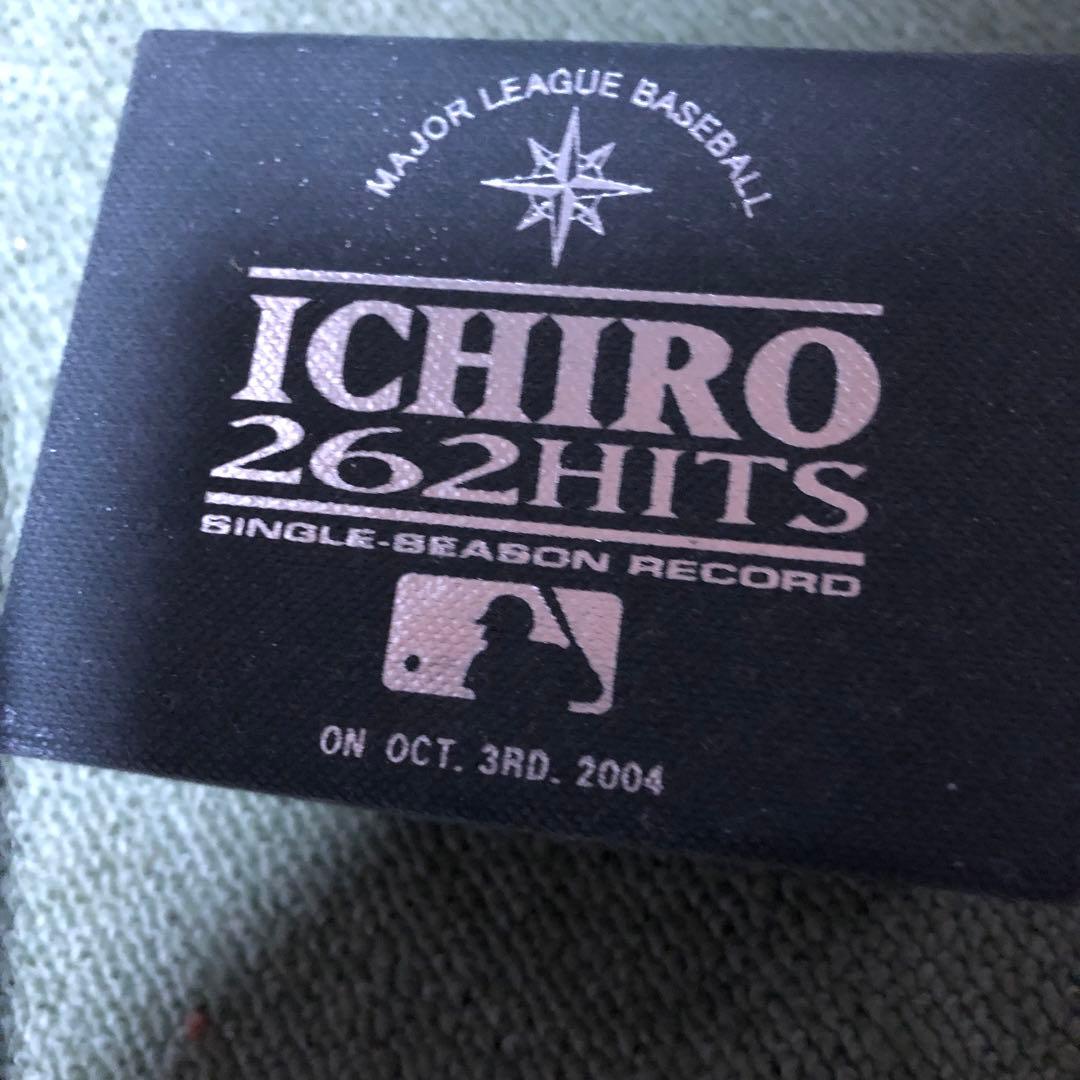 MAJOR LEAGUE BASEBALL
ICHIRO
262HITS
SINGLE-SEASON RECORD
ON OCT. 3RD. 2004